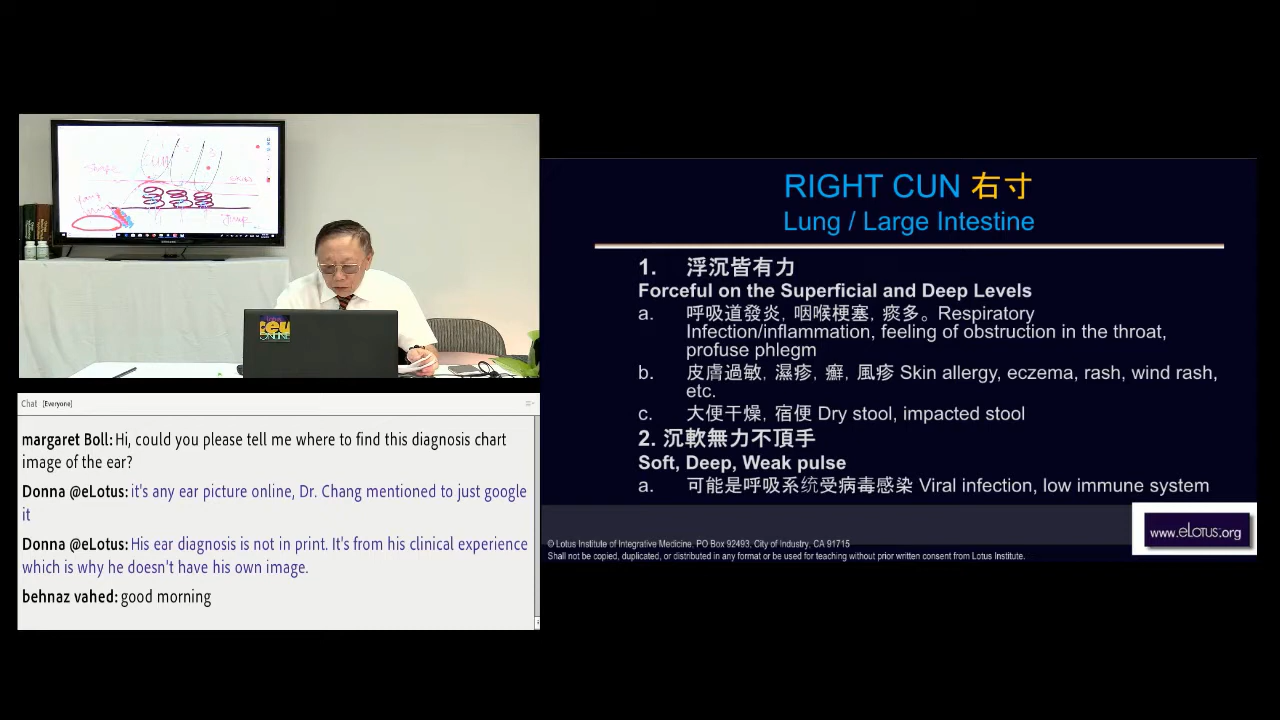 Chat (Everyone)
margaret Boll: Hi, could you please tell me where to find this diagnosis chart
image of the ear?
Donna @eLotus: it's any ear picture online, Dr. Chang mentioned to just google
it
Donna @eLotus: His ear diagnosis is not in print. It's from his clinical experience
which is why he doesn't have his own image.
behnaz vahed: good morning
RIGHT CUN 右寸
Lung / Large Intestine
1. 浮沉皆有力
Forceful on the Superficial and Deep Levels
a. 呼吸道發炎, 咽喉梗塞, 痰多。Respiratory
Infection/inflammation, feeling of obstruction in the throat,
profuse phlegm
b. 皮膚過敏, 濕疹, 癬, 風疹 Skin allergy, eczema, rash, wind rash,
etc.
c. 大便干燥, 宿便 Dry stool, impacted stool
2. 沉軟無力不頂手
Soft, Deep, Weak pulse
a. 可能是呼吸系統受病毒感染 Viral infection, low immune system
© Lotus Institute of Integrative Medicine, PO Box 92493, City of Industry, CA 91715
Shall not be copied, duplicated, or distributed in any format or be used for teaching without prior written consent from Lotus Institute.
www.eLotus.org